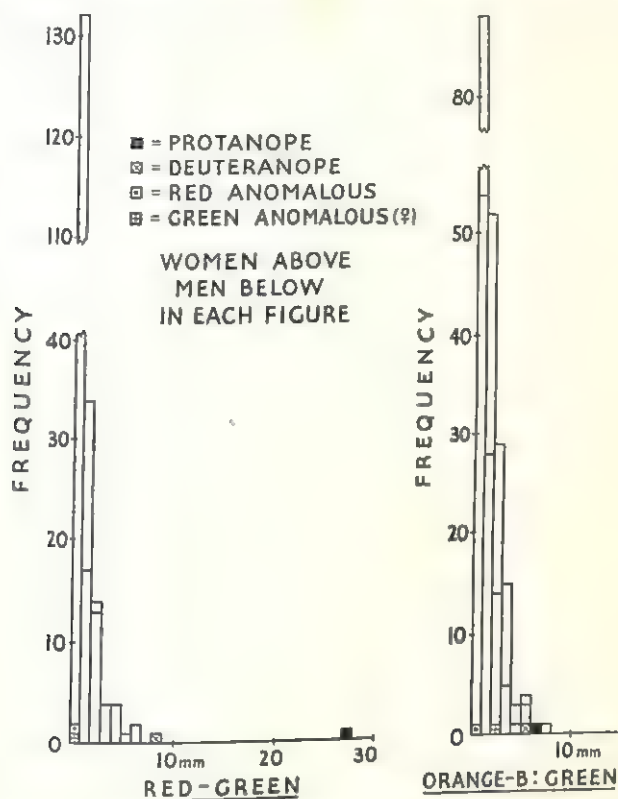 130
120
110
■ = PROTANOPE
= DEUTERANOPE
= RED ANOMALOUS
= GREEN ANOMALOUS (♀)
WOMEN ABOVE
MEN BELOW
IN EACH FIGURE
FREQUENCY
40
30
20
10
0
10mm
20
30
RED-GREEN
80
50
40
30
20
10
0
FREQUENCY
10mm
ORANGE-B:GREEN